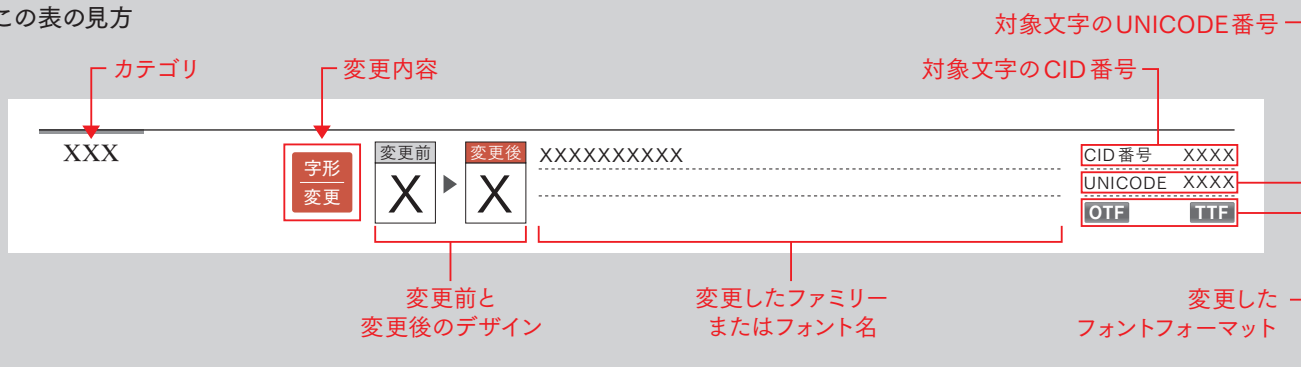 この表の見方
対象文字のUNICODE番号
カテゴリ
変更内容
対象文字のCID番号
XXX
字形
変更
変更前
X
変更後
X
XXXXXXXXXX
CID番号 XXXX
UNICODE XXXX
OTF TTF
変更前と
変更後のデザイン
変更したファミリー
またはフォント名
変更した
フォントフォーマット